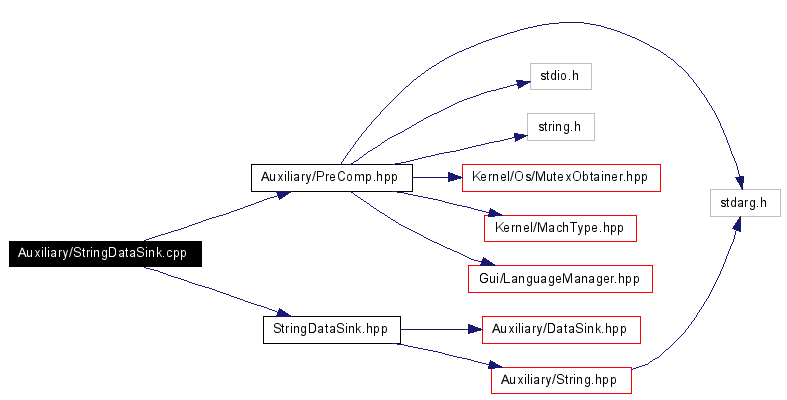 stdio.h
string.h
Auxiliary/PreComp.hpp
Kernel/Os/MutexObtainer.hpp
stdarg.h
Kernel/MachType.hpp
Auxiliary/StringDataSink.cpp
Gui/LanguageManager.hpp
StringDataSink.hpp
Auxiliary/DataSink.hpp
Auxiliary/String.hpp